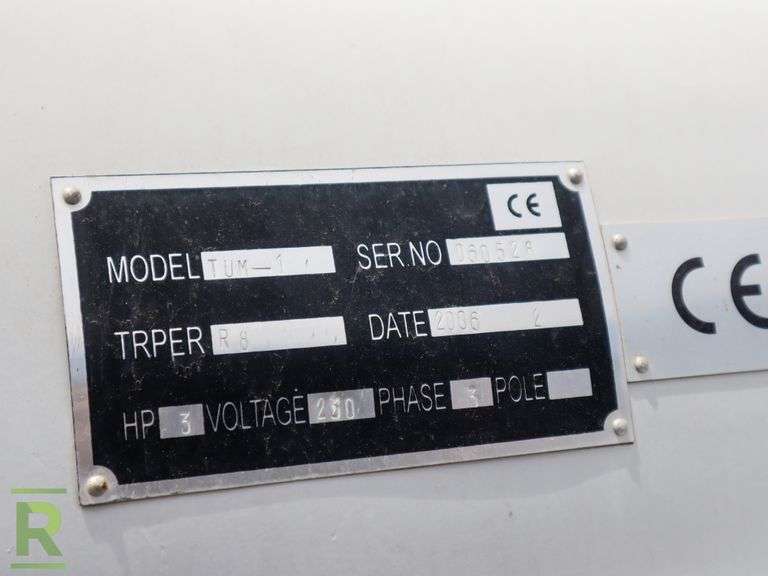 CE
MODEL TUM-1 SER.NO 060528
TRPER R8 DATE 2006 2
HP 3 VOLTAGE 230 PHASE 3 POLE
CE
R